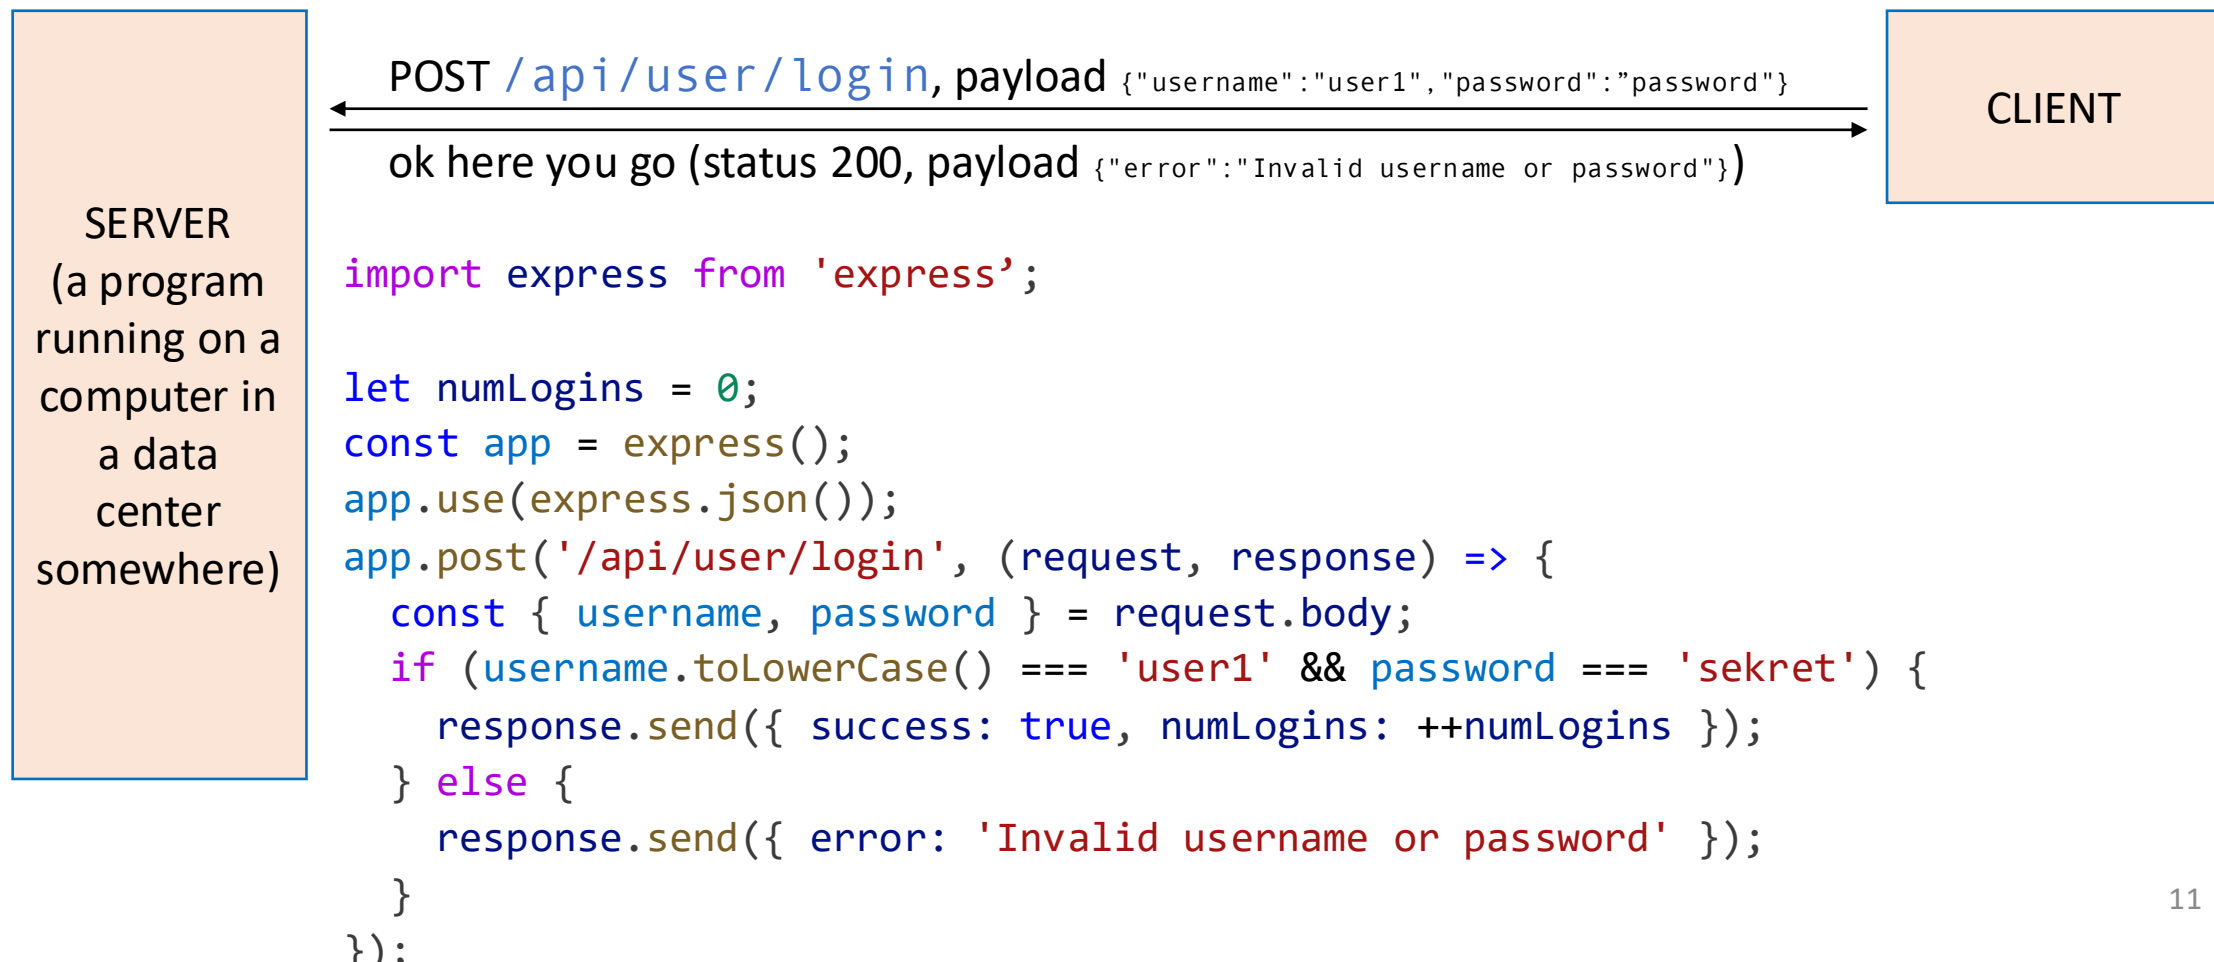 SERVER
(a program
running on a
computer in
a data
center
somewhere)
POST /api/user/login, payload {"username":"user1","password":”password"}
ok here you go (status 200, payload {"error":"Invalid username or password"})
CLIENT
import express from 'express’;
let numLogins = 0;
const app = express();
app.use(express.json());
app.post('/api/user/login', (request, response) => {
  const { username, password } = request.body;
  if (username.toLowerCase() === 'user1' && password === 'sekret') {
    response.send({ success: true, numLogins: ++numLogins });
  } else {
    response.send({ error: 'Invalid username or password' });
  }
});
11